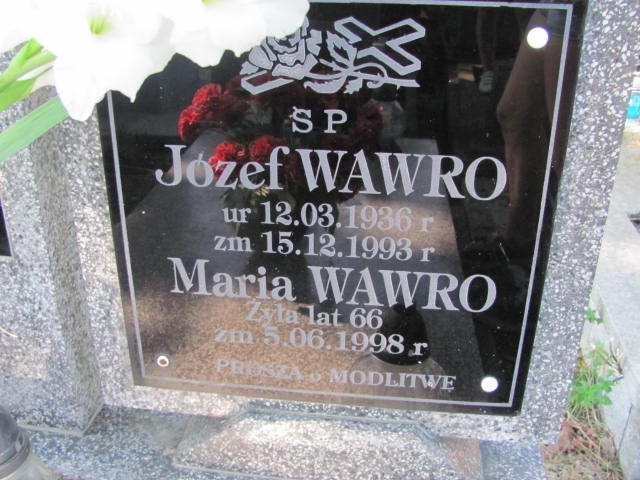 ŚP
Józef WAWRO
ur 12.03.1936 r
zm 15.12.1993 r
Maria WAWRO
Żyła lat 66
zm 5.06.1998 r
PROSZĄ o MODLITWĘ